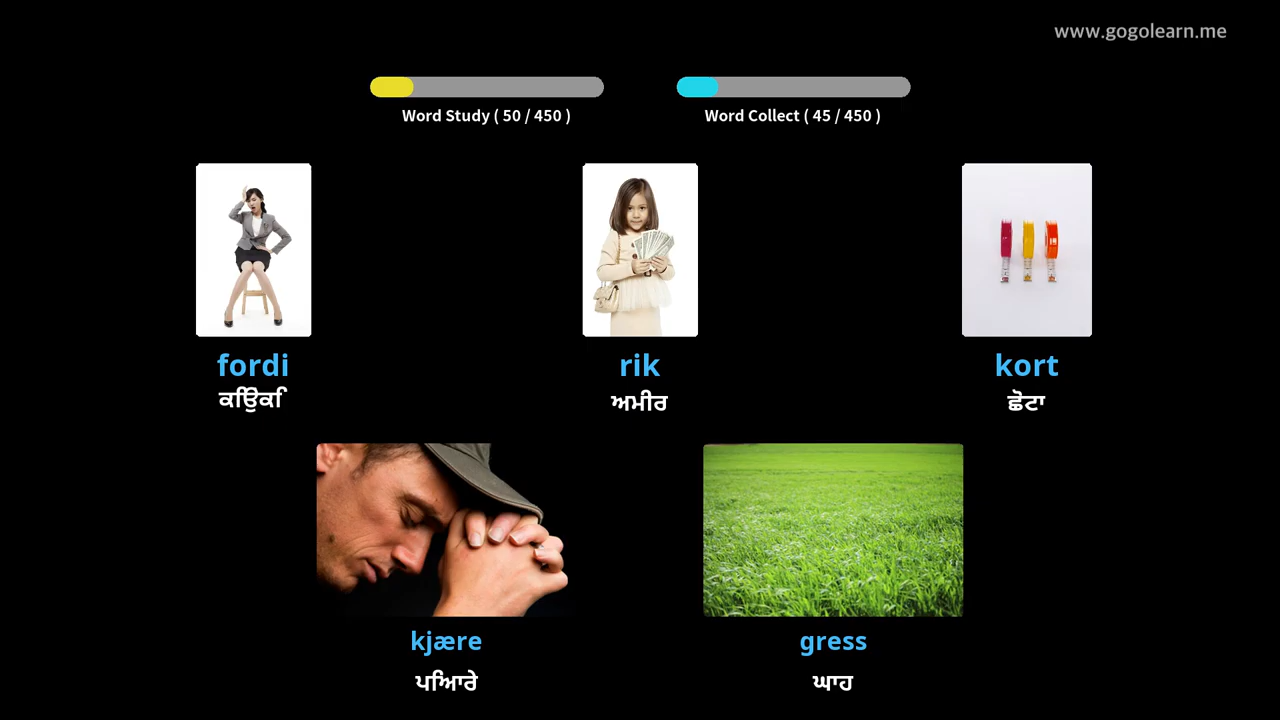 www.gogolearn.me
Word Study ( 50 / 450 )
Word Collect ( 45 / 450 )
fordi
ਕਉਿਂਕਿ
rik
ਅਮੀਰ
kort
ਛੋਟਾ
kjære
ਪਿਆਰੇ
gress
ਘਾਹ